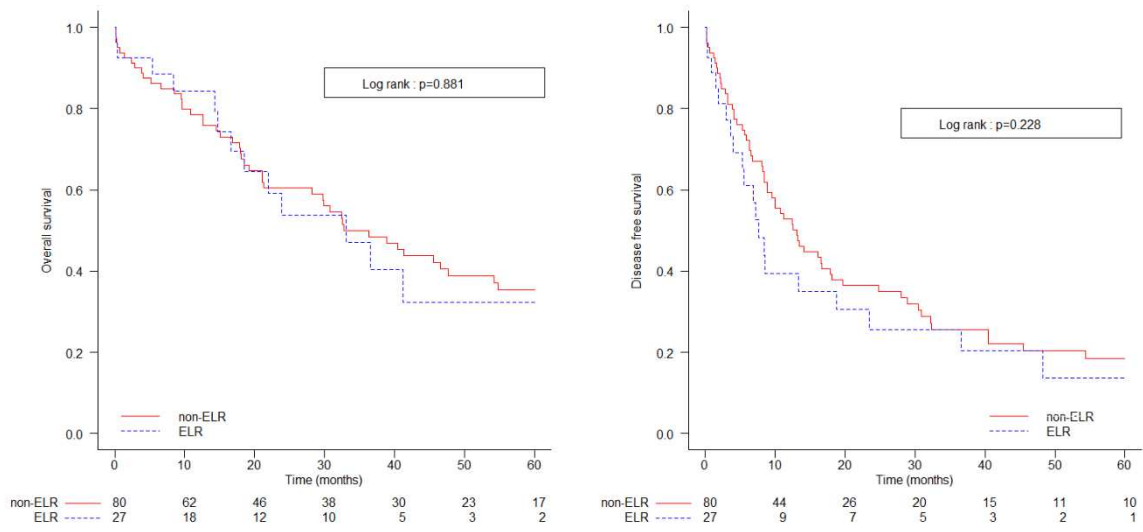 1.0
0.8
0.6
0.4
0.2
0.0
Overall survival
Log rank : p=0.881
non-ELR
ELR
0 10 20 30 40 50 60
Time (months)
non-ELR 80 62 46 38 30 23 17
ELR 27 18 12 10 5 3 2
1.0
0.8
0.6
0.4
0.2
0.0
Disease free survival
Log rank : p=0.228
non-ELR
ELR
0 10 20 30 40 50 60
Time (months)
non-ELR 80 44 26 20 15 11 10
ELR 27 9 7 5 3 2 1